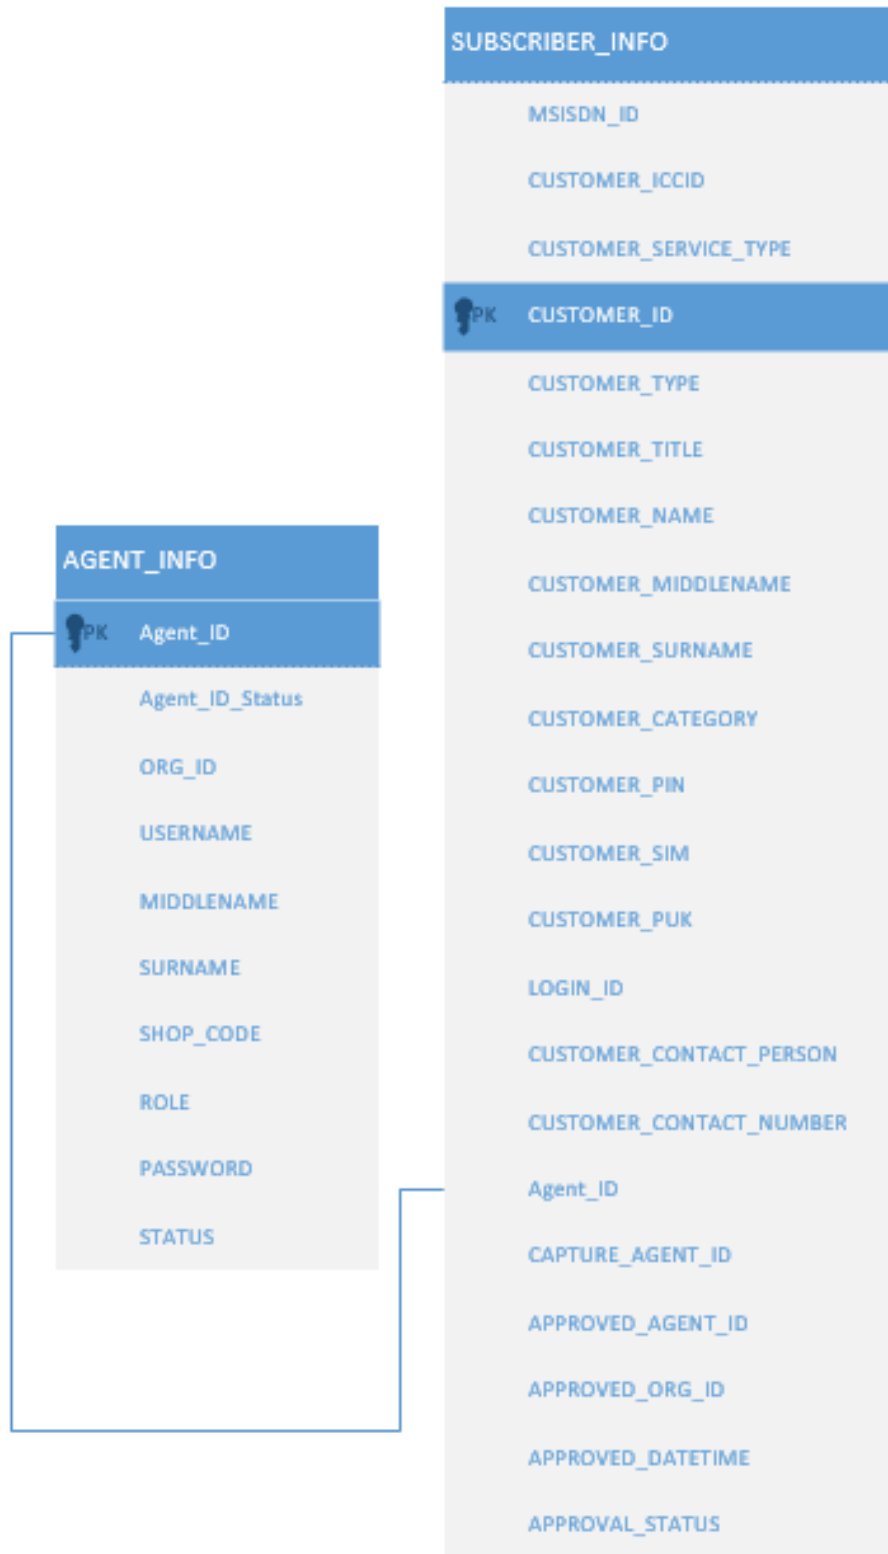 SUBSCRIBER_INFO
MSISDN_ID
CUSTOMER_ICCID
CUSTOMER_SERVICE_TYPE
PK CUSTOMER_ID
CUSTOMER_TYPE
CUSTOMER_TITLE
CUSTOMER_NAME
CUSTOMER_MIDDLENAME
CUSTOMER_SURNAME
CUSTOMER_CATEGORY
CUSTOMER_PIN
CUSTOMER_SIM
CUSTOMER_PUK
LOGIN_ID
CUSTOMER_CONTACT_PERSON
CUSTOMER_CONTACT_NUMBER
Agent_ID
CAPTURE_AGENT_ID
APPROVED_AGENT_ID
APPROVED_ORG_ID
APPROVED_DATETIME
APPROVAL_STATUS
AGENT_INFO
PK Agent_ID
Agent_ID_Status
ORG_ID
USERNAME
MIDDLENAME
SURNAME
SHOP_CODE
ROLE
PASSWORD
STATUS